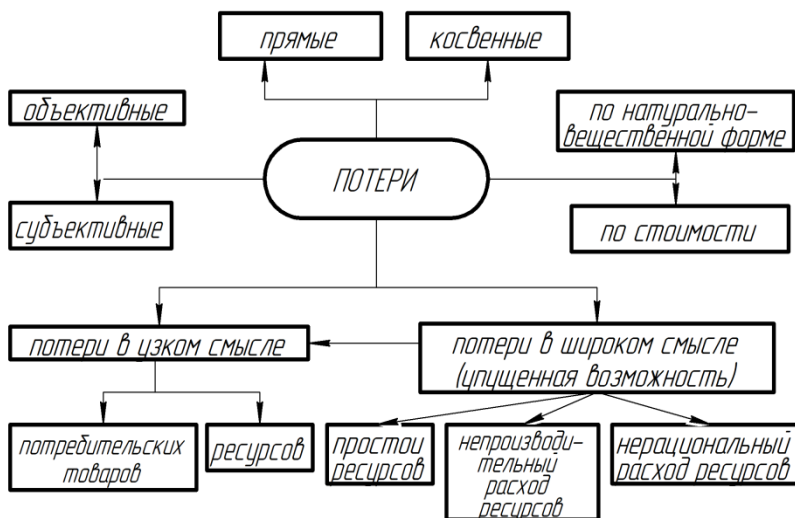 прямые
косвенные
объективные
по натурально-
вещественной форме
ПОТЕРИ
субъективные
по стоимости
потери в узком смысле
потери в широком смысле
(упущенная возможность)
потребительских
товаров
ресурсов
простои
ресурсов
непроизводи-
тельный
расход
ресурсов
нерациональный
расход ресурсов